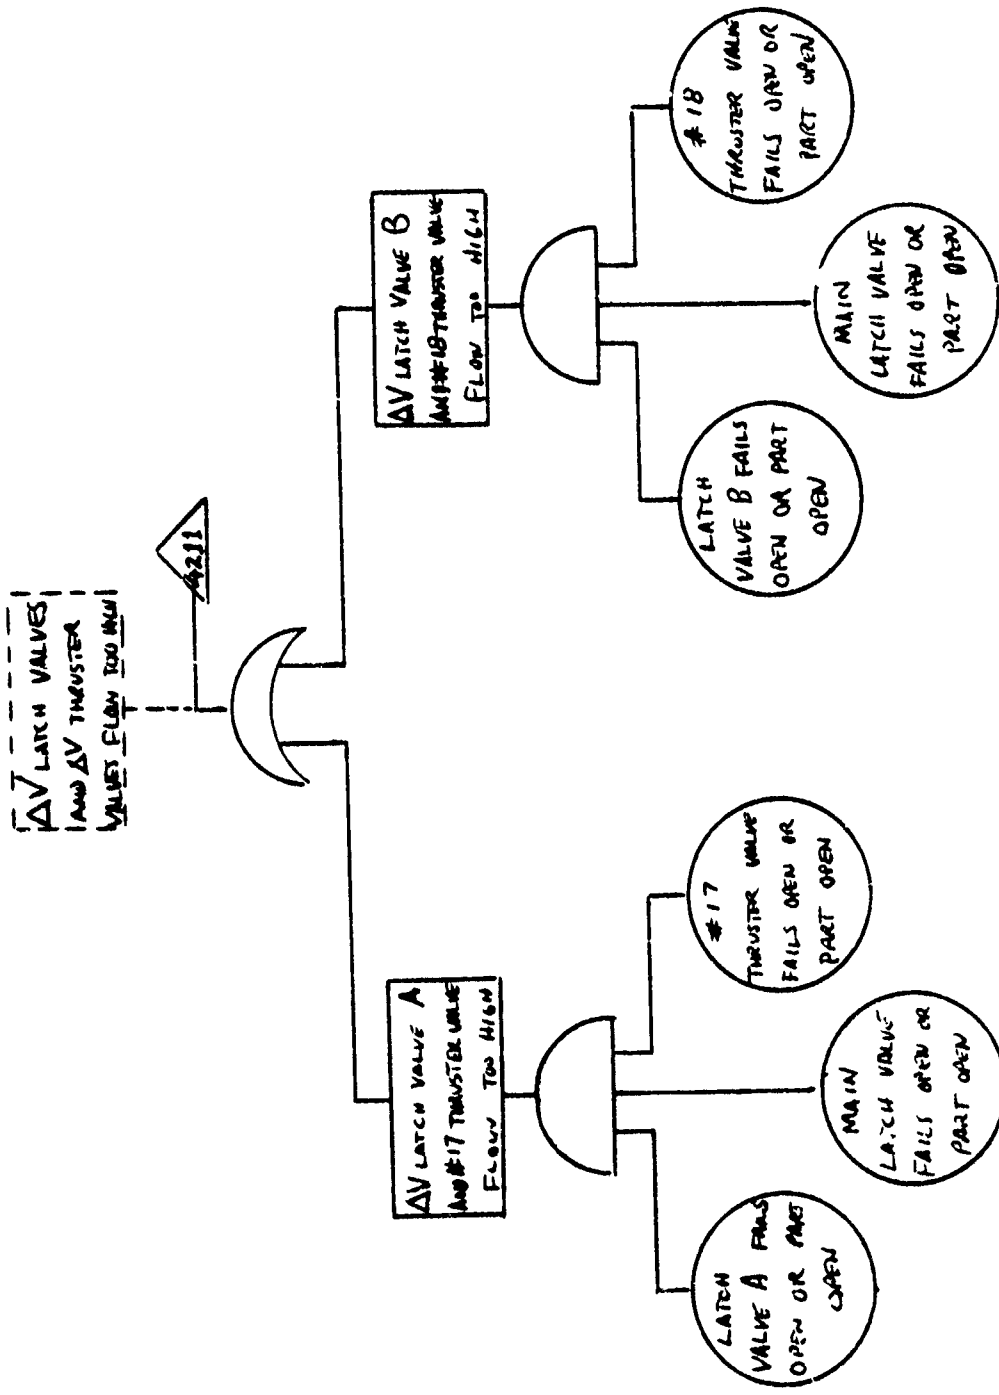 ΔV LATCH VALVES
AND ΔV THRUSTER
VALVES FLOW TOO HIGH
4211
ΔV LATCH VALVE A
AND #17 THRUSTER VALVE
FLOW TOO HIGH
ΔV LATCH VALVE B
AND #18 THRUSTER VALVE
FLOW TOO HIGH
LATCH
VALVE A FAILS
OPEN OR PART
OPEN
MAIN
LATCH VALVE
FAILS OPEN OR
PART OPEN
#17
THRUSTER VALVE
FAILS OPEN OR
PART OPEN
LATCH
VALVE B FAILS
OPEN OR PART
OPEN
MAIN
LATCH VALVE
FAILS OPEN OR
PART OPEN
#18
THRUSTER VALVE
FAILS OPEN OR
PART OPEN